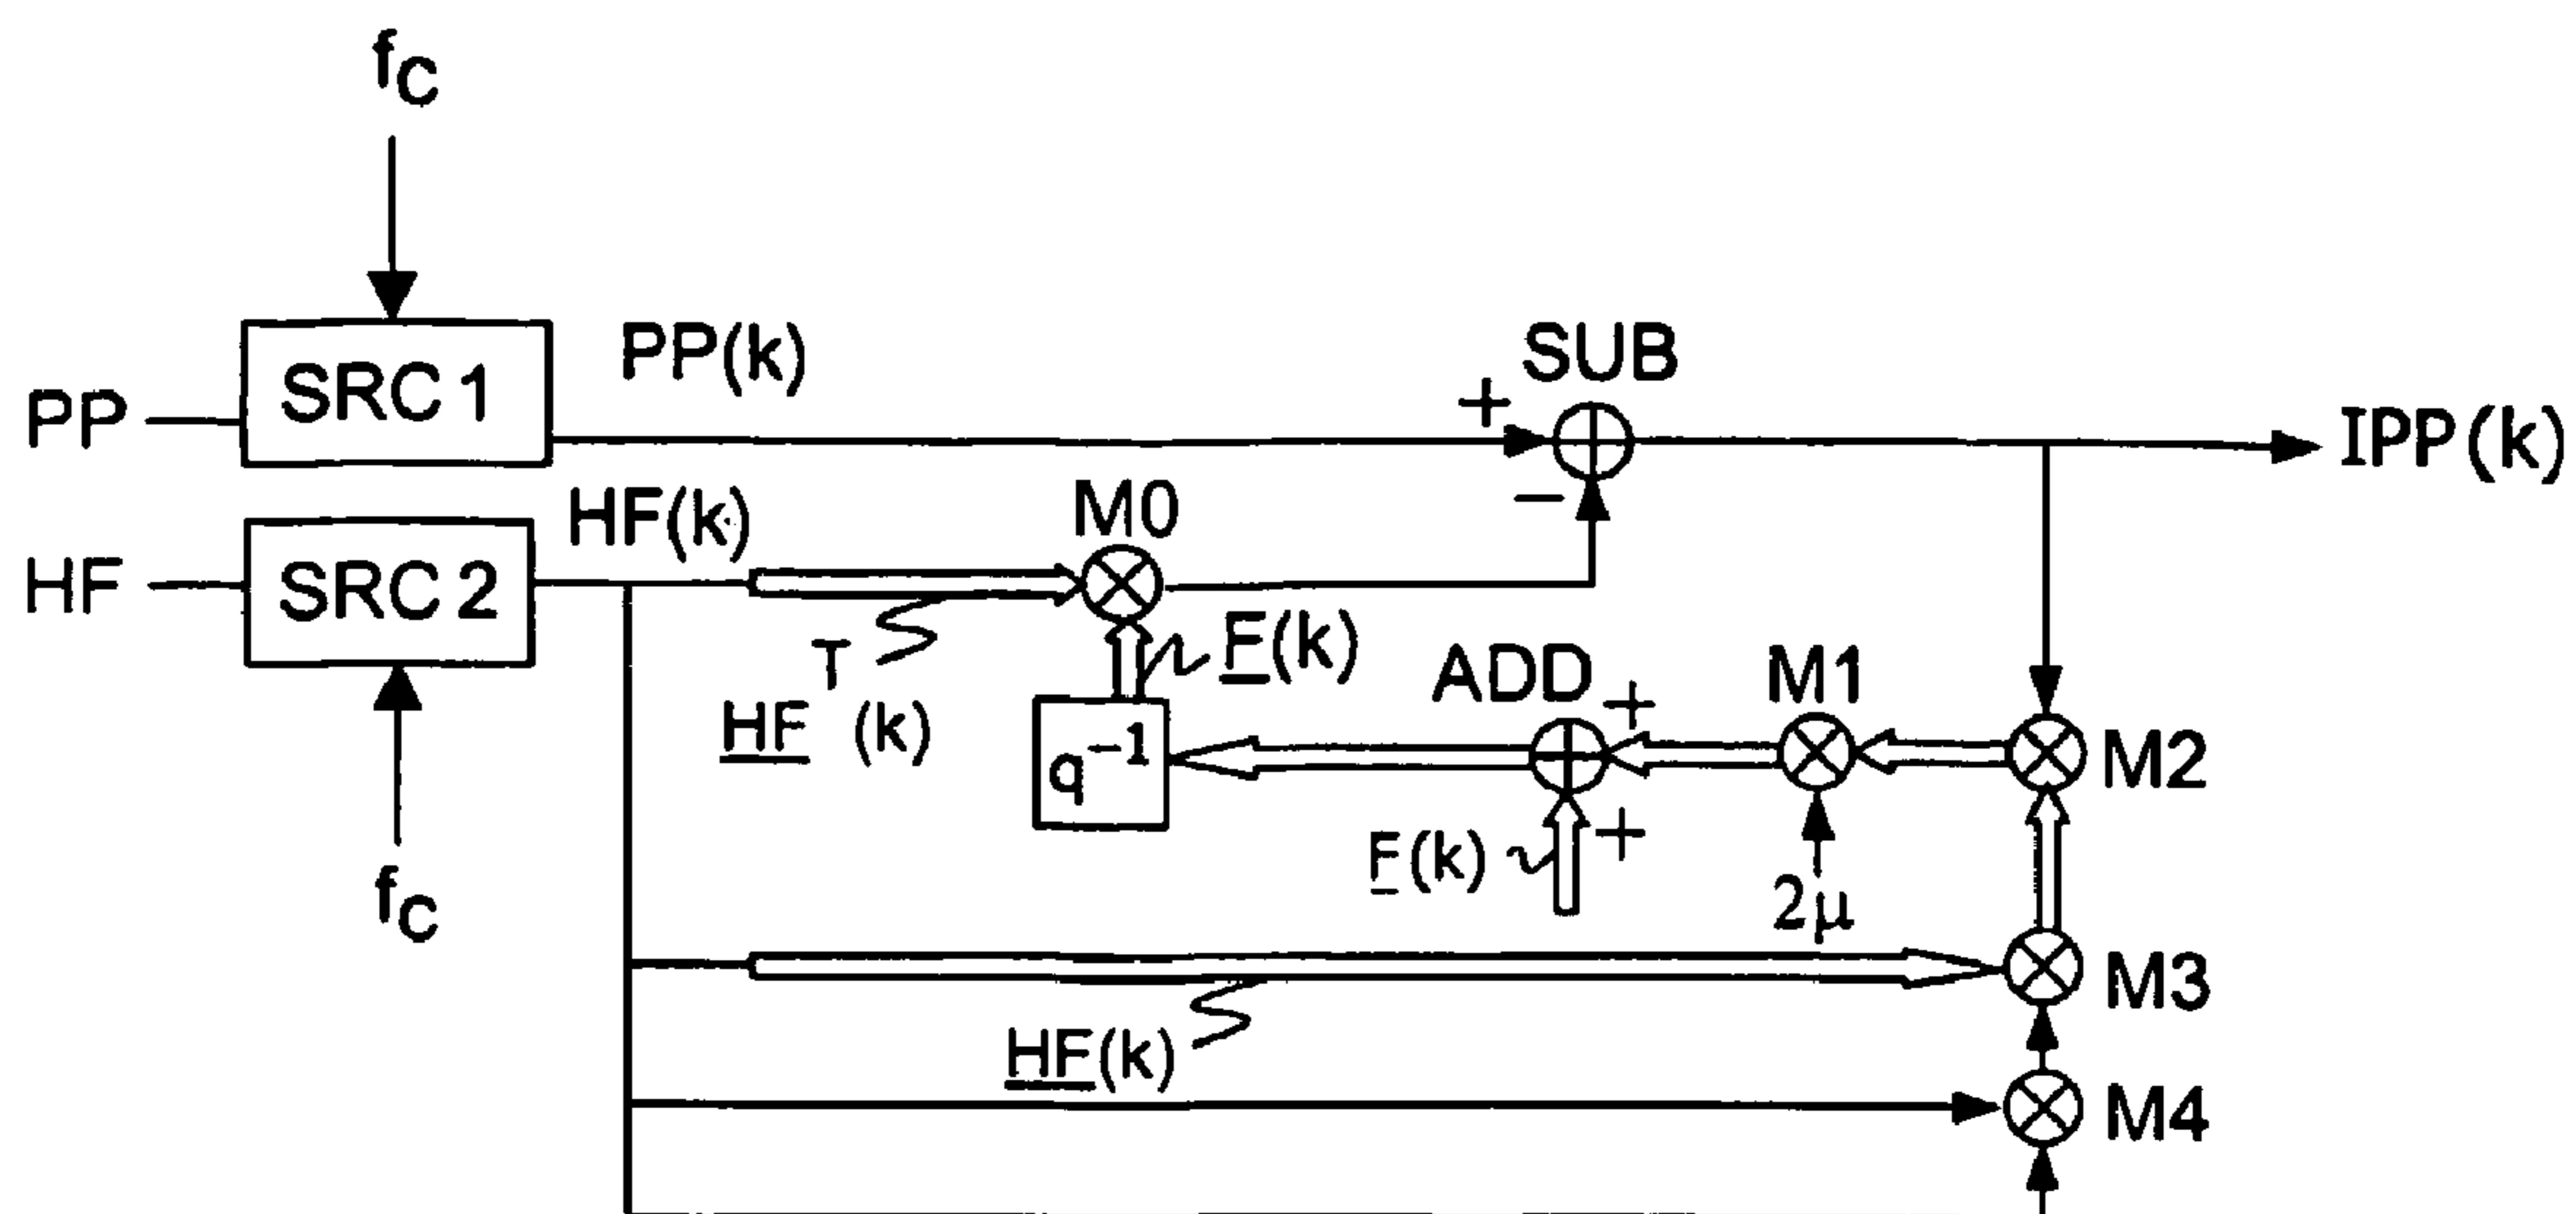 fC
PP
SRC 1
PP(k)
SUB
+
−
IPP(k)
HF
SRC 2
HF(k)
M0
HF^T(k)
F(k)
fC
q^−1
ADD
+
+
F(k)
M1
2μ
M2
HF(k)
M3
M4